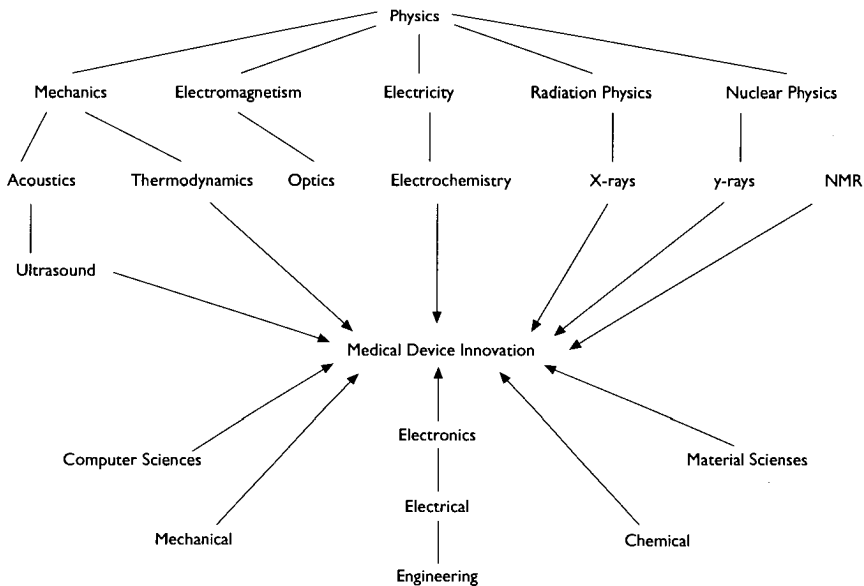 Physics
Mechanics Electromagnetism Electricity Radiation Physics Nuclear Physics
Acoustics Thermodynamics Optics Electrochemistry X-rays y-rays NMR
Ultrasound
Medical Device Innovation
Electronics
Computer Sciences Material Scienses
Electrical
Mechanical Chemical
Engineering